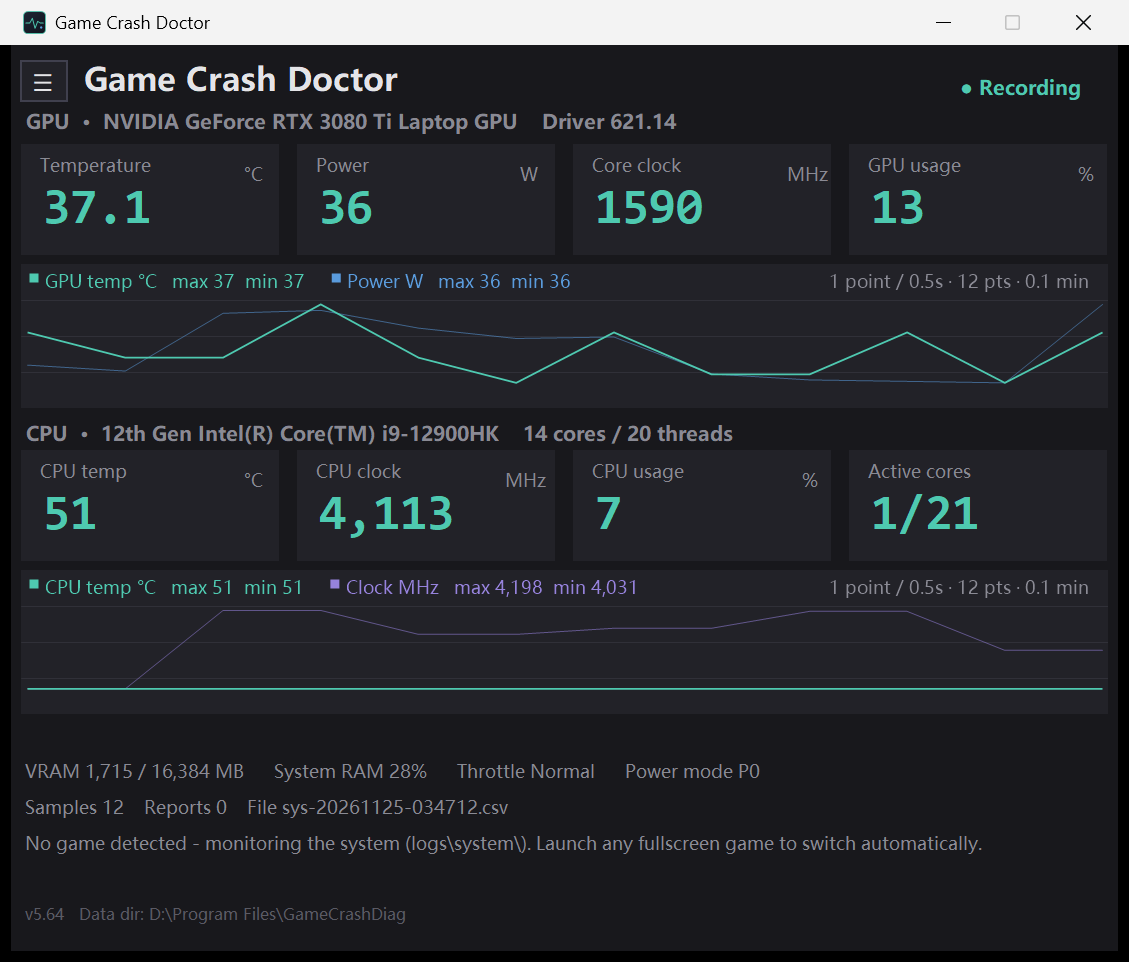 Game Crash Doctor
Game Crash Doctor
● Recording
GPU • NVIDIA GeForce RTX 3080 Ti Laptop GPU Driver 621.14
Temperature °C
37.1
Power W
36
Core clock MHz
1590
GPU usage %
13
GPU temp °C max 37 min 37 Power W max 36 min 36 1 point / 0.5s · 12 pts · 0.1 min
CPU • 12th Gen Intel(R) Core(TM) i9-12900HK 14 cores / 20 threads
CPU temp °C
51
CPU clock MHz
4,113
CPU usage %
7
Active cores
1/21
CPU temp °C max 51 min 51 Clock MHz max 4,198 min 4,031 1 point / 0.5s · 12 pts · 0.1 min
VRAM 1,715 / 16,384 MB System RAM 28% Throttle Normal Power mode P0
Samples 12 Reports 0 File sys-20261125-034712.csv
No game detected - monitoring the system (logs\system\). Launch any fullscreen game to switch automatically.
v5.64 Data dir: D:\Program Files\GameCrashDiag